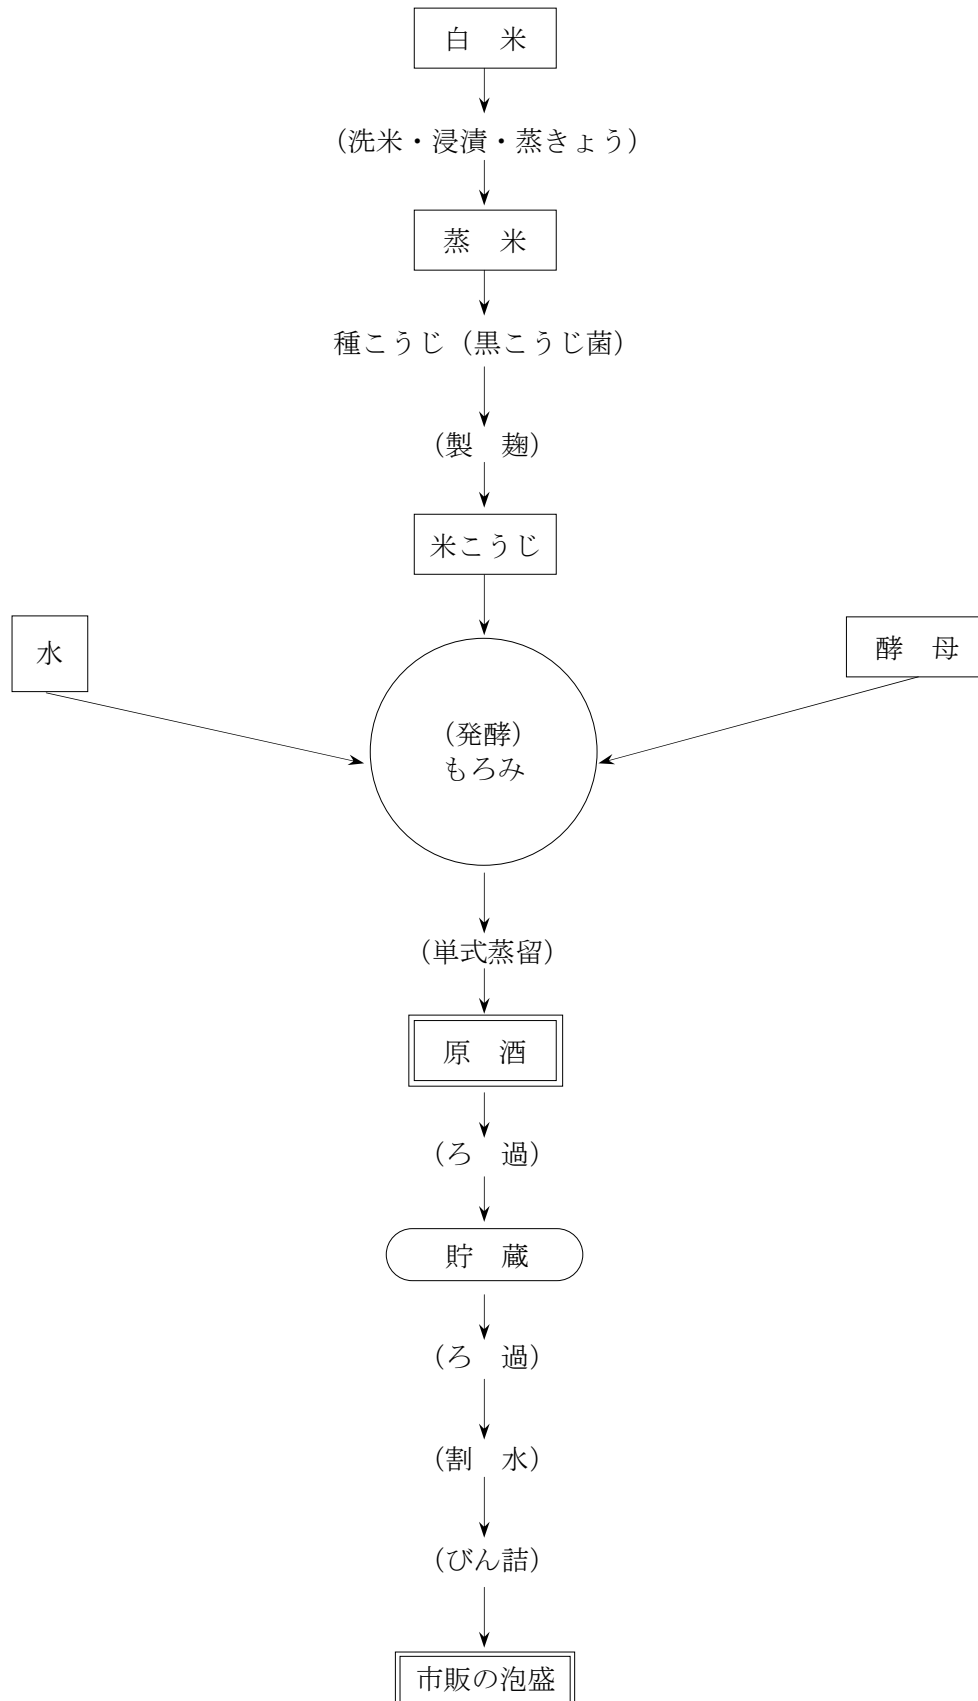 白　米
（洗米・浸漬・蒸きょう）
蒸　米
種こうじ（黒こうじ菌）
（製　麹）
米こうじ
水
酵　母
（発酵）
もろみ
（単式蒸留）
原　酒
（ろ　過）
貯　蔵
（ろ　過）
（割　水）
（びん詰）
市販の泡盛